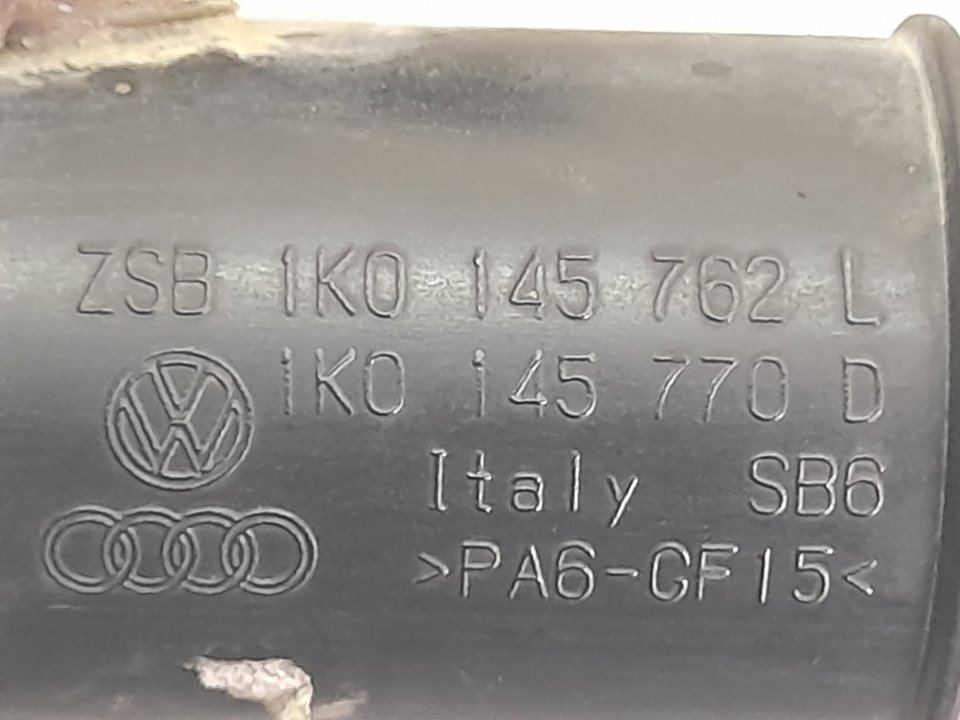 ZSB 1K0 145 762 L
1K0 145 770 D
Italy SB6
>PA6-GF15<